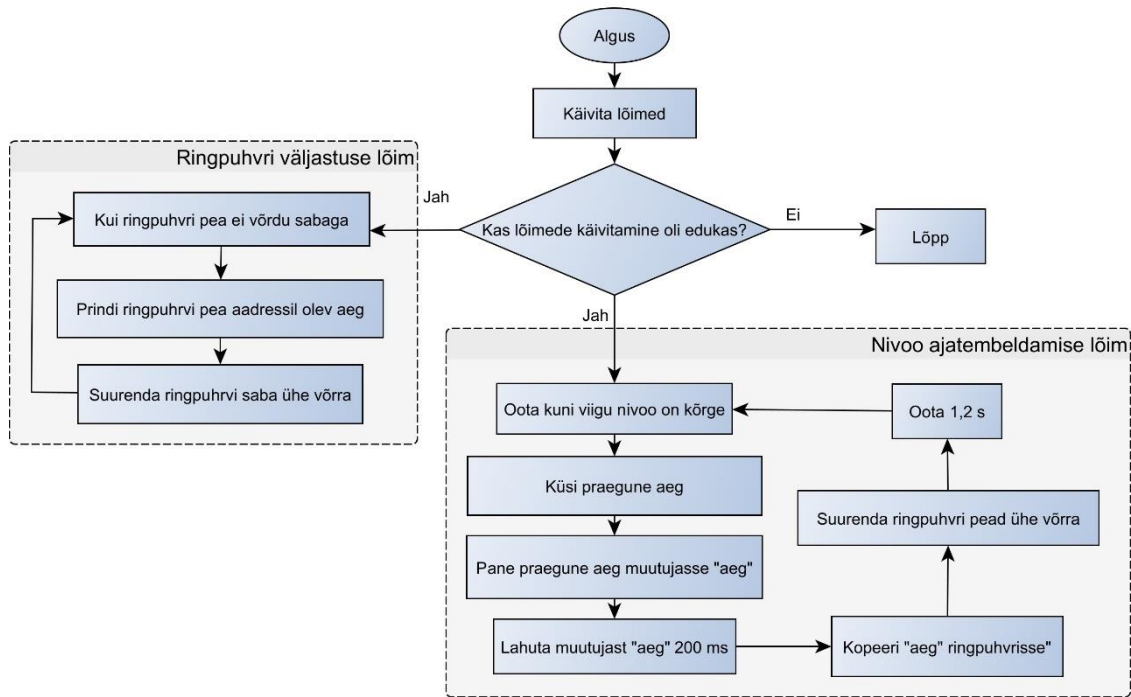 Algus
Käivita lõimed
Kas lõimede käivitamine oli edukas?
Jah
Ei
Lõpp
Jah
Ringpuhvri väljastuse lõim
Kui ringpuhvri pea ei võrdu sabaga
Prindi ringpuhrvi pea aadressil olev aeg
Suurenda ringpuhrvi saba ühe võrra
Nivoo ajatembeldamise lõim
Oota kuni viigu nivoo on kõrge
Küsi praegune aeg
Pane praegune aeg muutujasse "aeg"
Lahuta muutujast "aeg" 200 ms
Kopeeri "aeg" ringpuhvrisse"
Suurenda ringpuhvri pead ühe võrra
Oota 1,2 s